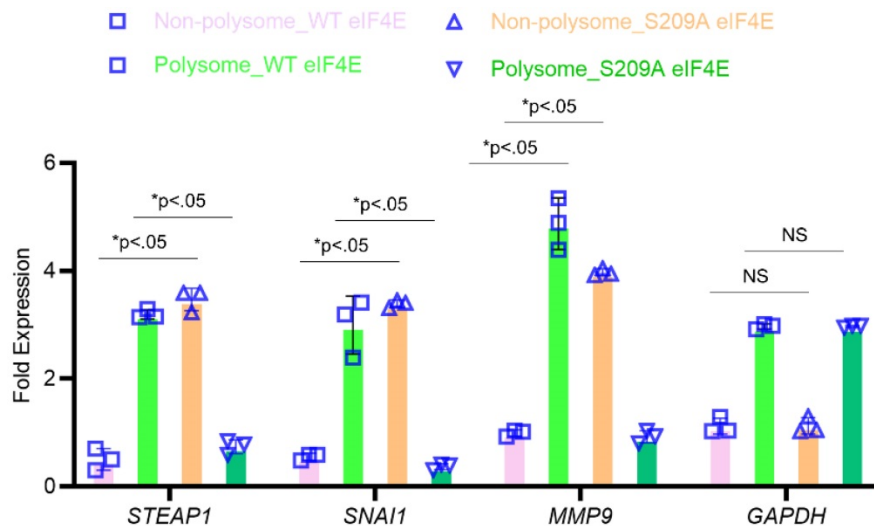 Non-polysome_WT eIF4E
Non-polysome_S209A eIF4E
Polysome_WT eIF4E
Polysome_S209A eIF4E
*p<.05
*p<.05
*p<.05
*p<.05
*p<.05
*p<.05
NS
NS
Fold Expression
6
4
2
0
STEAP1
SNAI1
MMP9
GAPDH